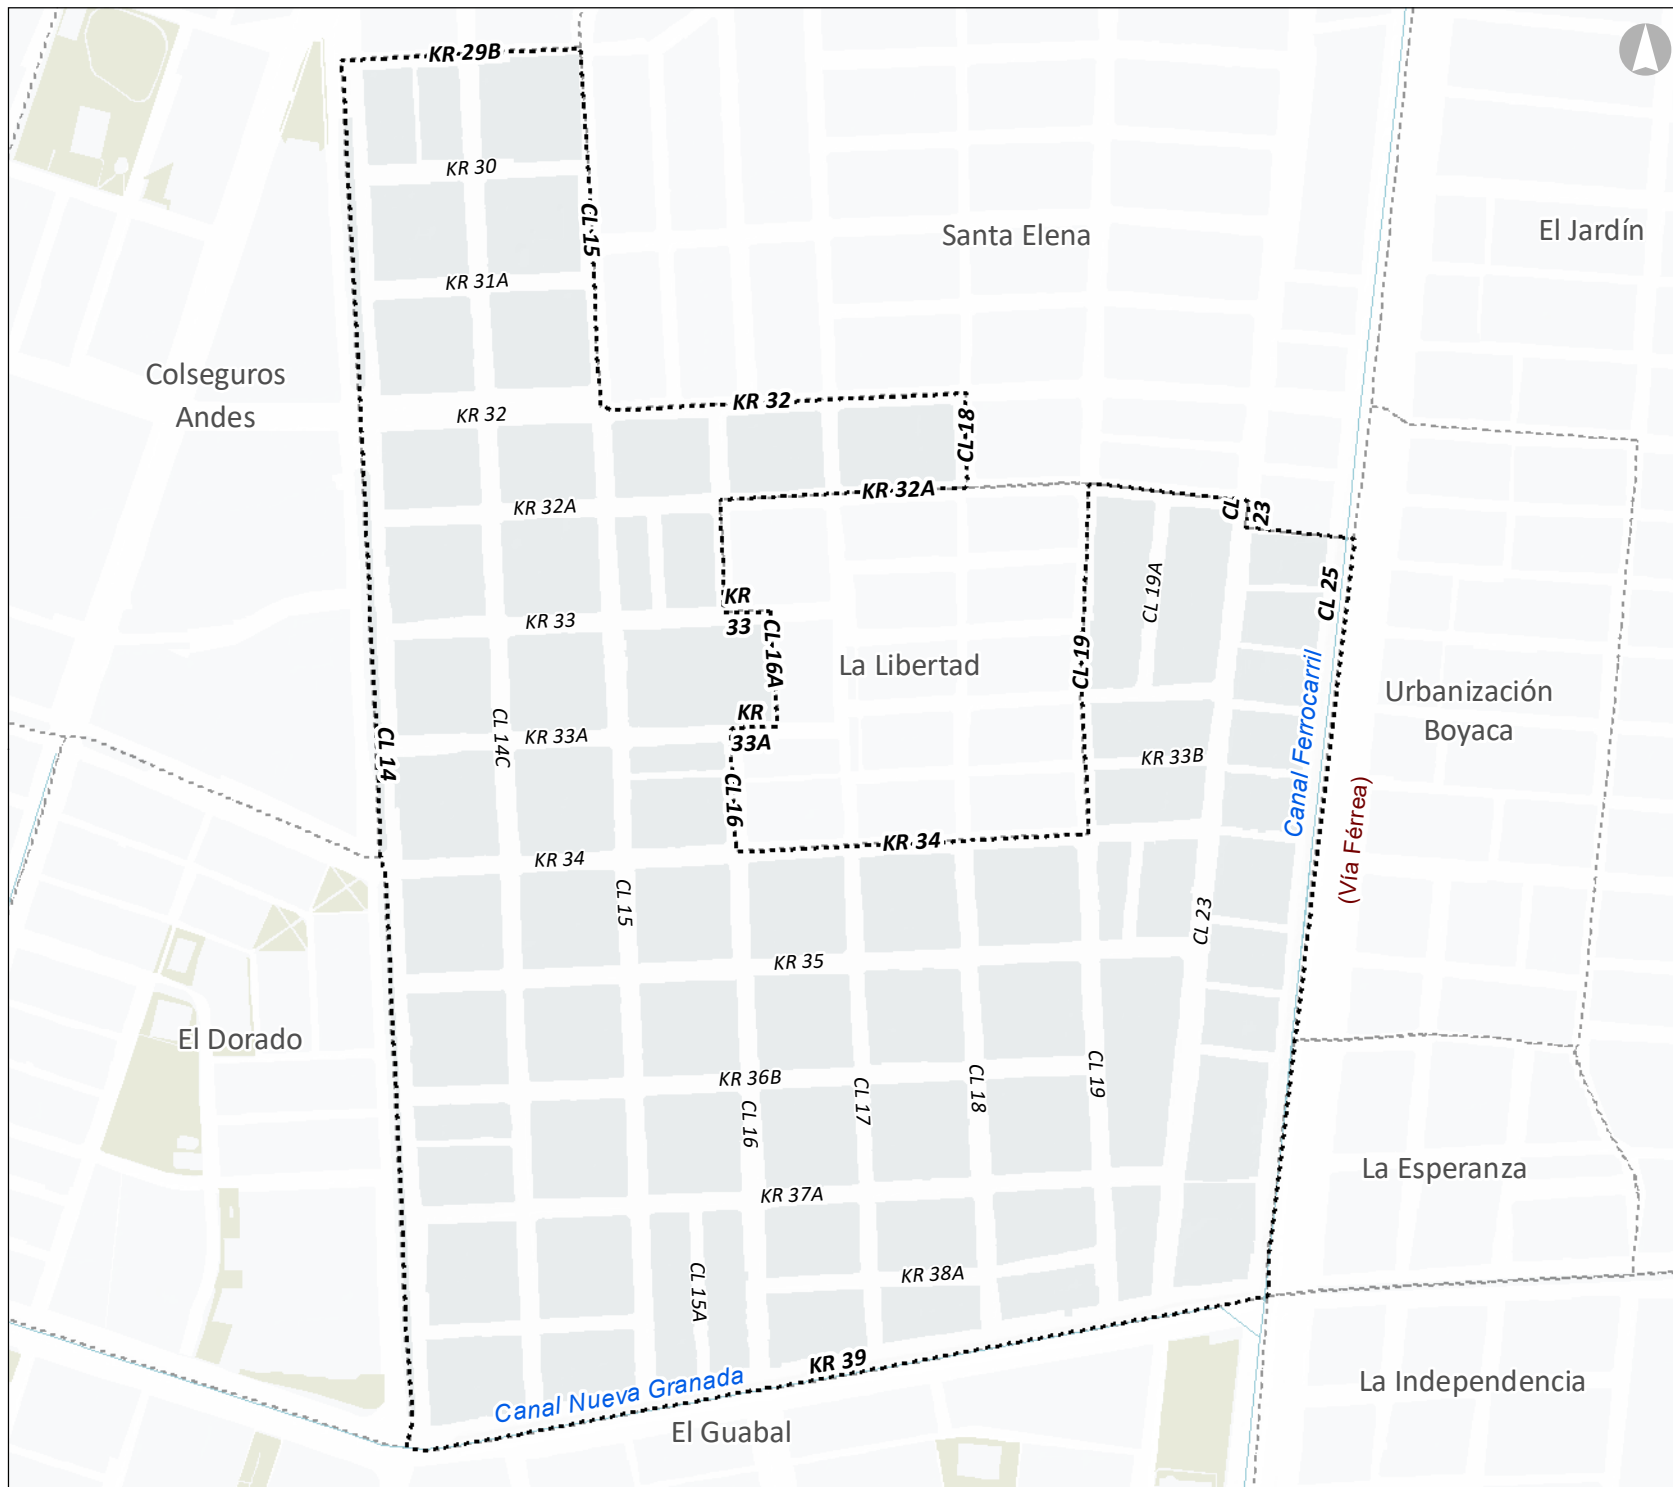 KR 29B
KR 30
CL 15
Santa Elena
El Jardín
KR 31A
Colseguros
Andes
KR 32
KR 32
CL 18
KR 32A
KR 32A
CL
23
CL 19A
CL 25
KR
33
KR 33
CL 16A
La Libertad
CL 19
Canal Ferrocarril
Urbanización
Boyaca
KR
33A
KR 33A
CL 14C
CL 14
CL 16
KR 33B
(Vía Férrea)
KR 34
KR 34
CL 15
CL 23
KR 35
El Dorado
KR 36B
CL 16
CL 17
CL 18
CL 19
La Esperanza
KR 37A
KR 38A
CL 15A
KR 39
Canal Nueva Granada
La Independencia
El Guabal